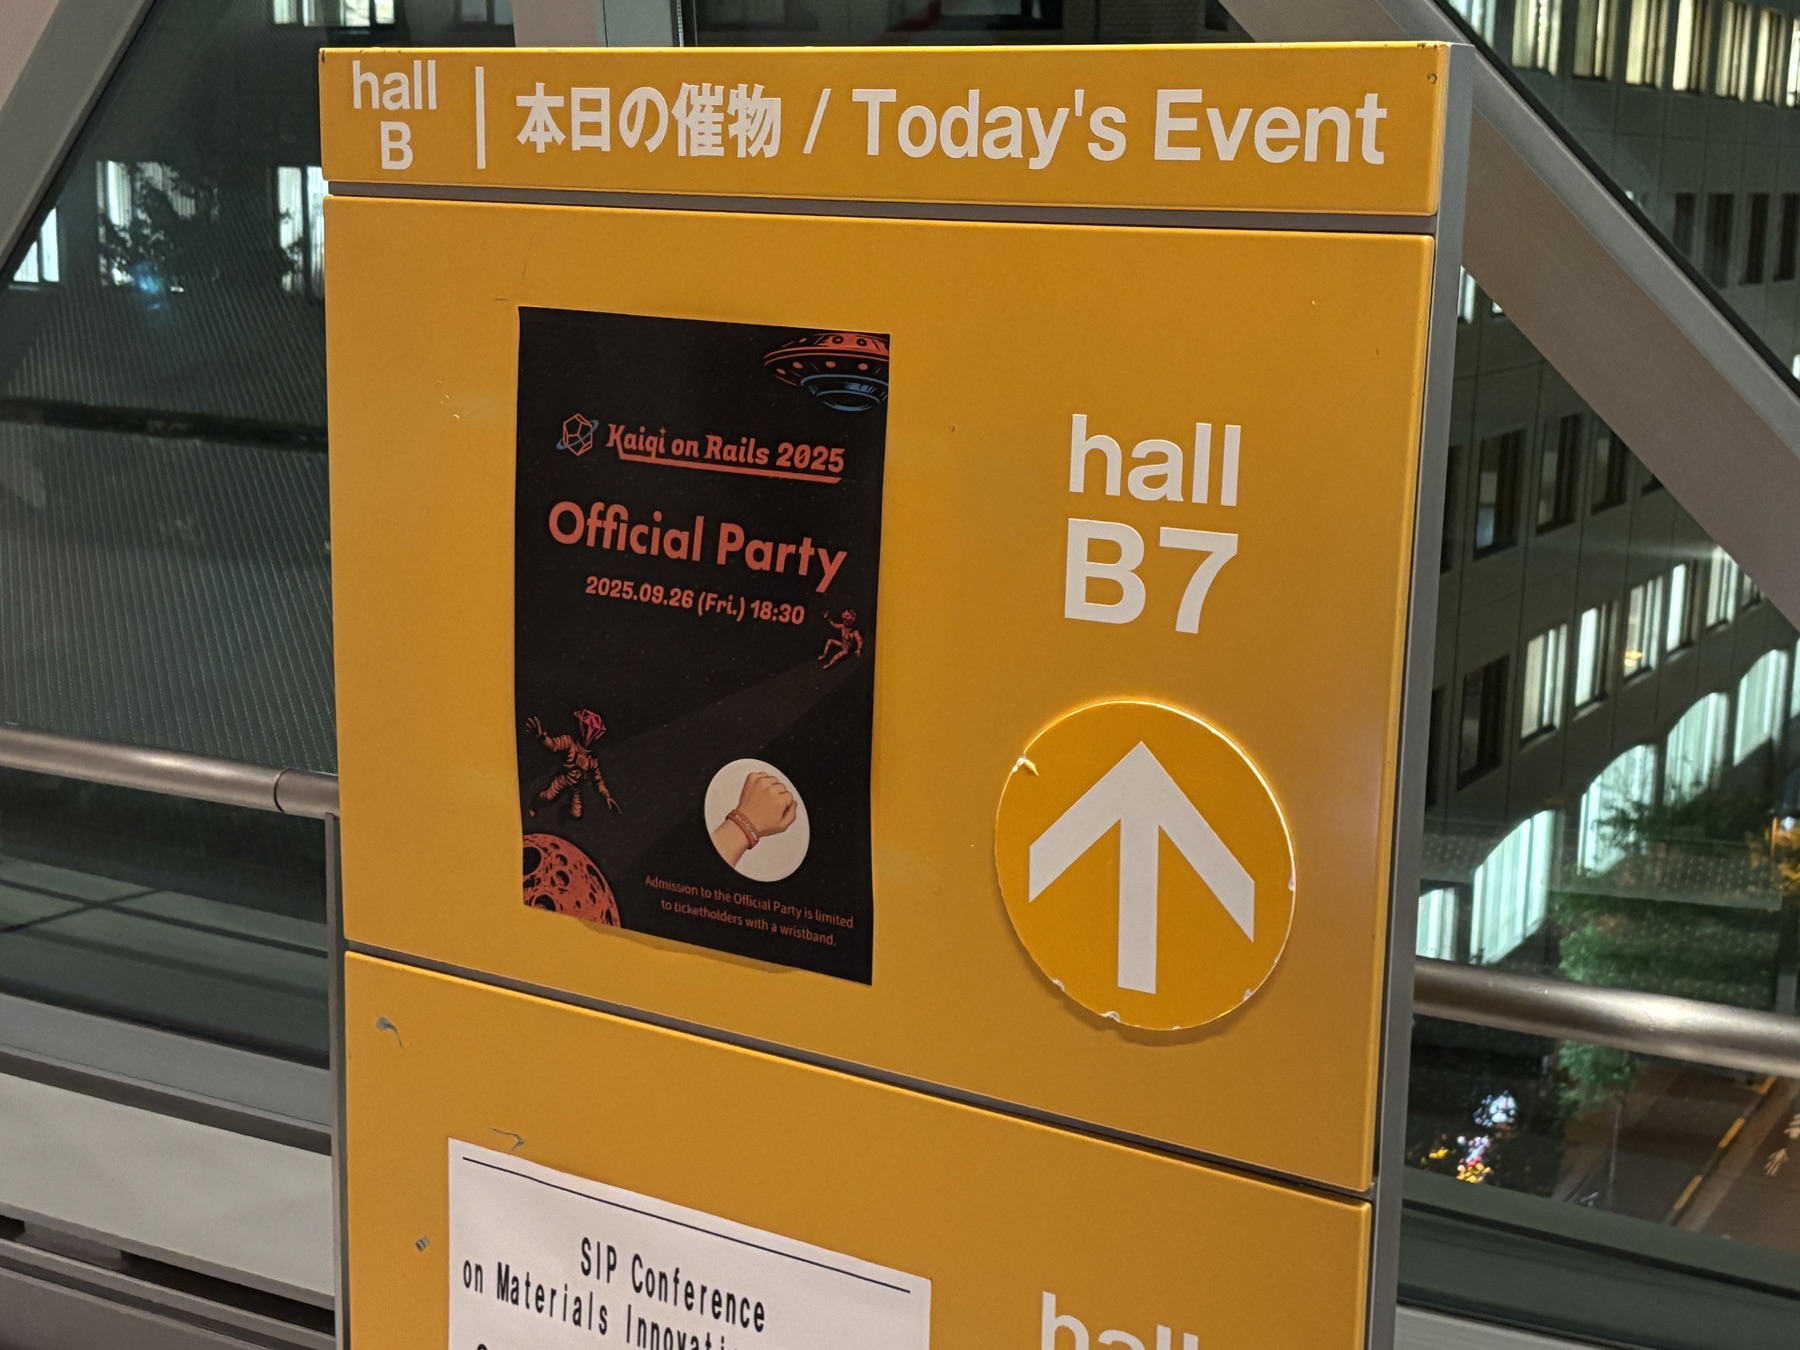 hall
B
本日の催物 / Today's Event
Kaigi on Rails 2025
Official Party
2025.09.26 (Fri.) 18:30
Admission to the Official Party is limited
to ticketholders with a wristband.
hall
B7
SIP Conference
on Materials
hall